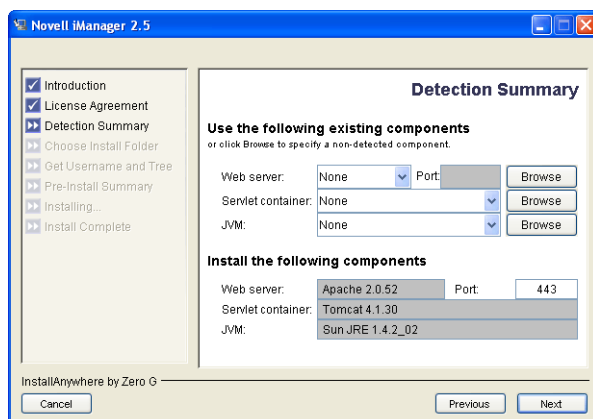 Novell iManager 2.5
Introduction
License Agreement
Detection Summary
Choose Install Folder
Get Username and Tree
Pre-Install Summary
Installing...
Install Complete
Detection Summary
Use the following existing components
or click Browse to specify a non-detected component.
Web server: None Port: Browse
Servlet container: None Browse
JVM: None Browse
Install the following components
Web server: Apache 2.0.52 Port: 443
Servlet container: Tomcat 4.1.30
JVM: Sun JRE 1.4.2_02
InstallAnywhere by Zero G
Cancel Previous Next